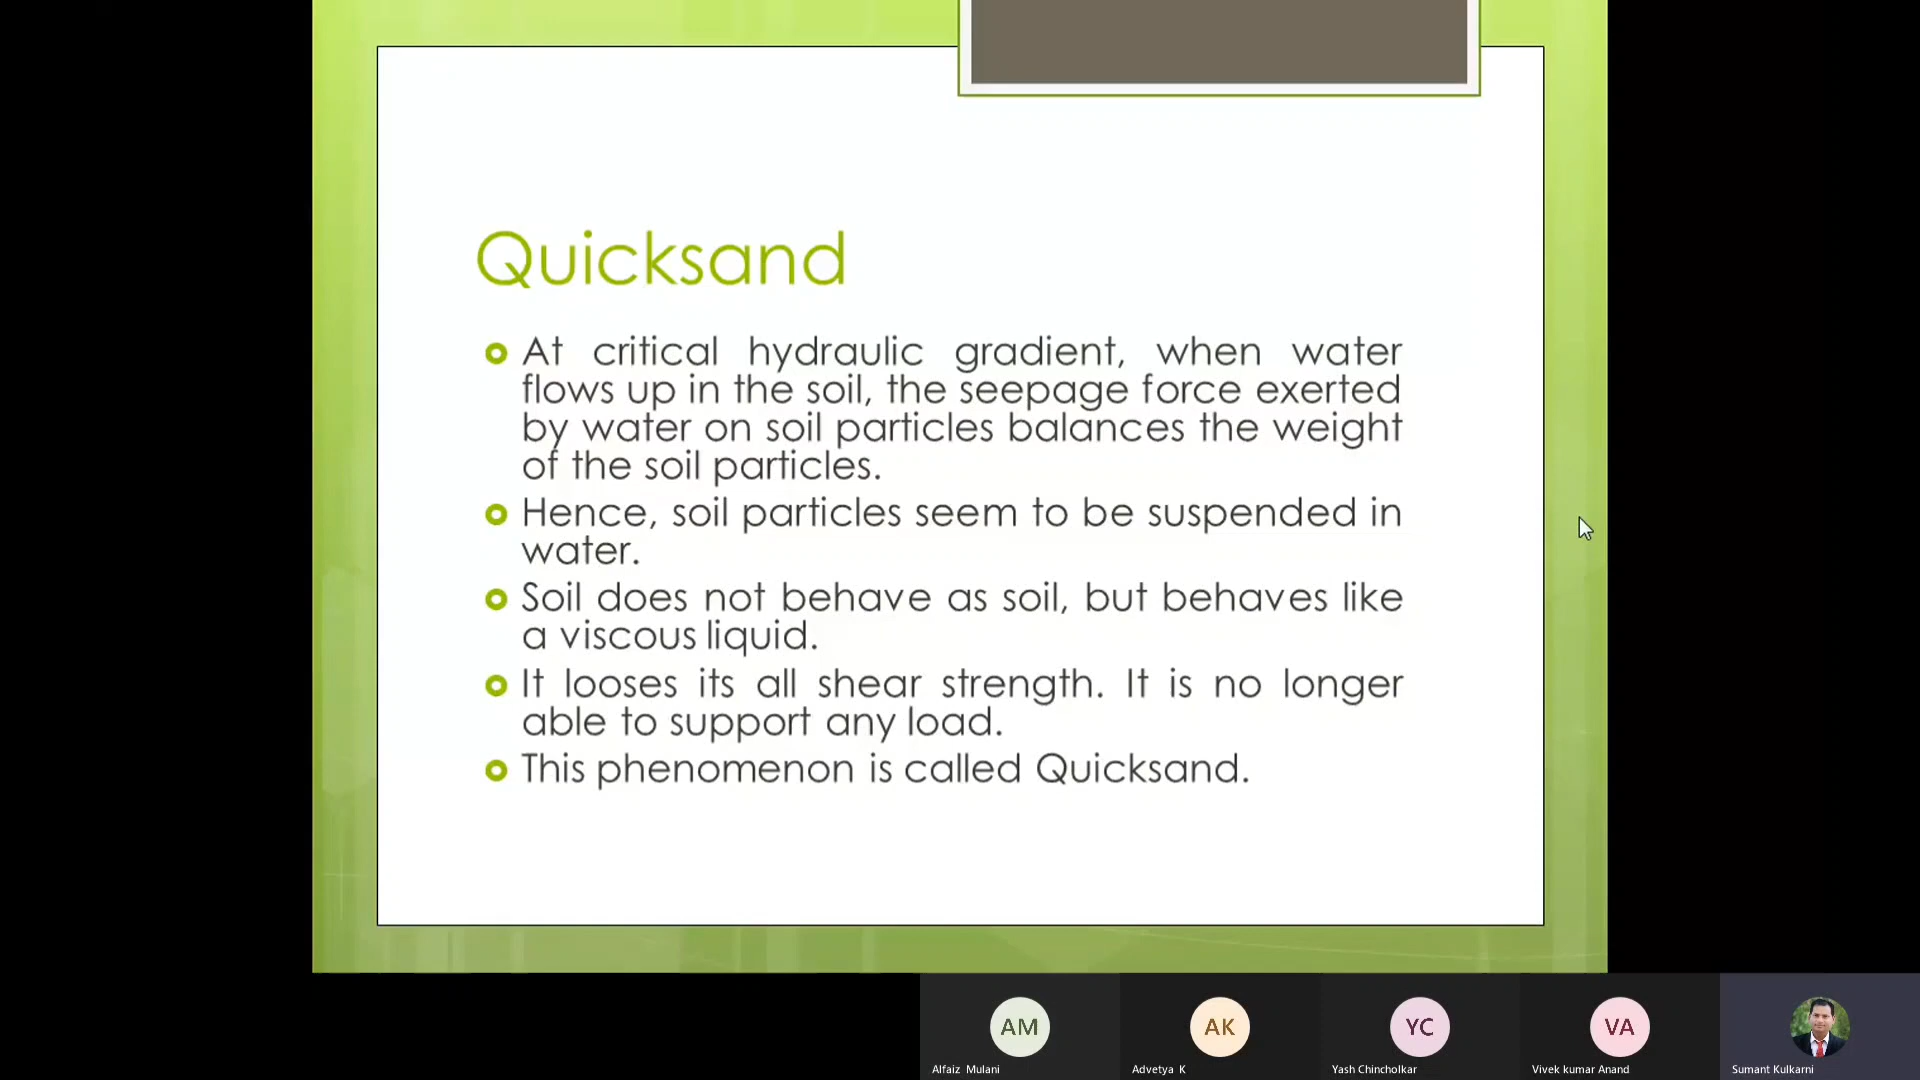 Quicksand
At critical hydraulic gradient, when water
flows up in the soil, the seepage force exerted
by water on soil particles balances the weight
of the soil particles.
Hence, soil particles seem to be suspended in
water.
Soil does not behave as soil, but behaves like
a viscous liquid.
It looses its all shear strength. It is no longer
able to support any load.
This phenomenon is called Quicksand.
AM
AK
YC
VA
Alfaiz Mulani
Advetya K
Yash Chincholkar
Vivek kumar Anand
Sumant Kulkarni